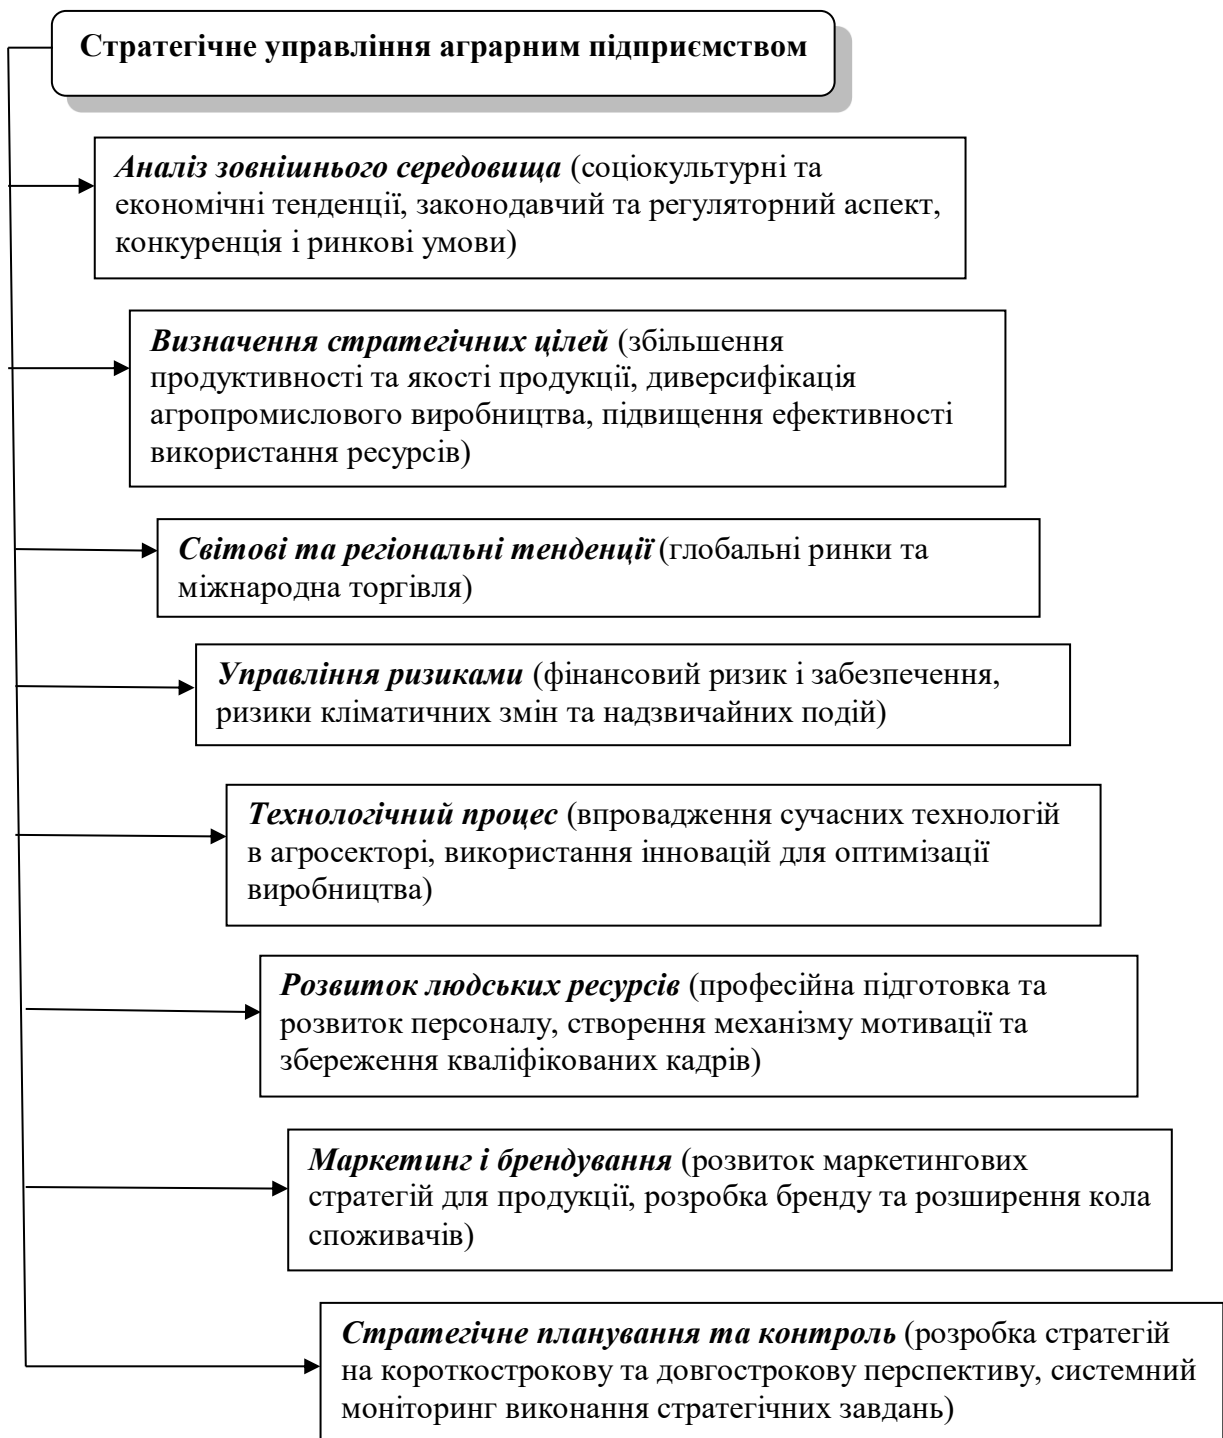 Стратегічне управління аграрним підприємством
Аналіз зовнішнього середовища (соціокультурні та
економічні тенденції, законодавчий та регуляторний аспект,
конкуренція і ринкові умови)
Визначення стратегічних цілей (збільшення
продуктивності та якості продукції, диверсифікація
агропромислового виробництва, підвищення ефективності
використання ресурсів)
Світові та регіональні тенденції (глобальні ринки та
міжнародна торгівля)
Управління ризиками (фінансовий ризик і забезпечення,
ризики кліматичних змін та надзвичайних подій)
Технологічний процес (впровадження сучасних технологій
в агросекторі, використання інновацій для оптимізації
виробництва)
Розвиток людських ресурсів (професійна підготовка та
розвиток персоналу, створення механізму мотивації та
збереження кваліфікованих кадрів)
Маркетинг і брендування (розвиток маркетингових
стратегій для продукції, розробка бренду та розширення кола
споживачів)
Стратегічне планування та контроль (розробка стратегій
на короткострокову та довгострокову перспективу, системний
моніторинг виконання стратегічних завдань)